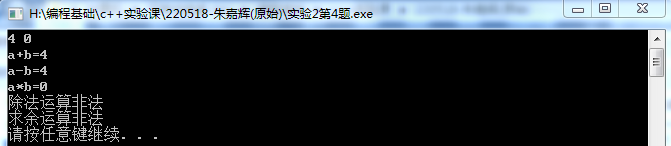 H:\编程基础\c++实验课\220518-朱嘉辉(原始)\实验2第4题.exe
4 0
a+b=4
a-b=4
a*b=0
除法运算非法
求余运算非法
请按任意键继续. . .